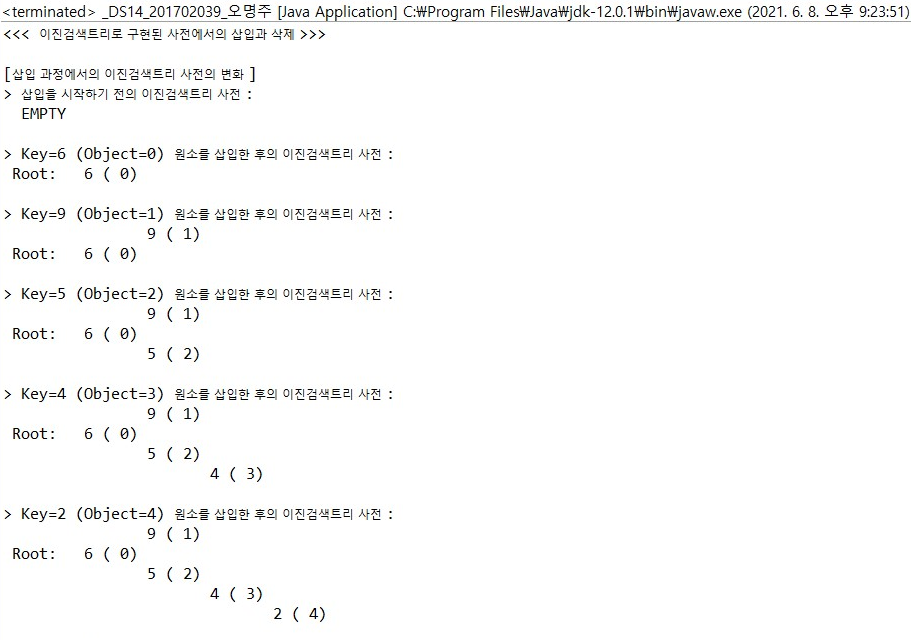 <terminated> _DS14_201702039_오명주 [Java Application] C:₩Program Files₩Java₩jdk-12.0.1₩bin₩javaw.exe (2021. 6. 8. 오후 9:23:51)
<<< 이진검색트리로 구현된 사전에서의 삽입과 삭제 >>>
[삽입 과정에서의 이진검색트리 사전의 변화 ]
> 삽입을 시작하기 전의 이진검색트리 사전 :
EMPTY
> Key=6 (Object=0) 원소를 삽입한 후의 이진검색트리 사전 :
Root: 6 ( 0)
> Key=9 (Object=1) 원소를 삽입한 후의 이진검색트리 사전 :
9 ( 1)
Root: 6 ( 0)
> Key=5 (Object=2) 원소를 삽입한 후의 이진검색트리 사전 :
9 ( 1)
Root: 6 ( 0)
5 ( 2)
> Key=4 (Object=3) 원소를 삽입한 후의 이진검색트리 사전 :
9 ( 1)
Root: 6 ( 0)
5 ( 2)
4 ( 3)
> Key=2 (Object=4) 원소를 삽입한 후의 이진검색트리 사전 :
9 ( 1)
Root: 6 ( 0)
5 ( 2)
4 ( 3)
2 ( 4)